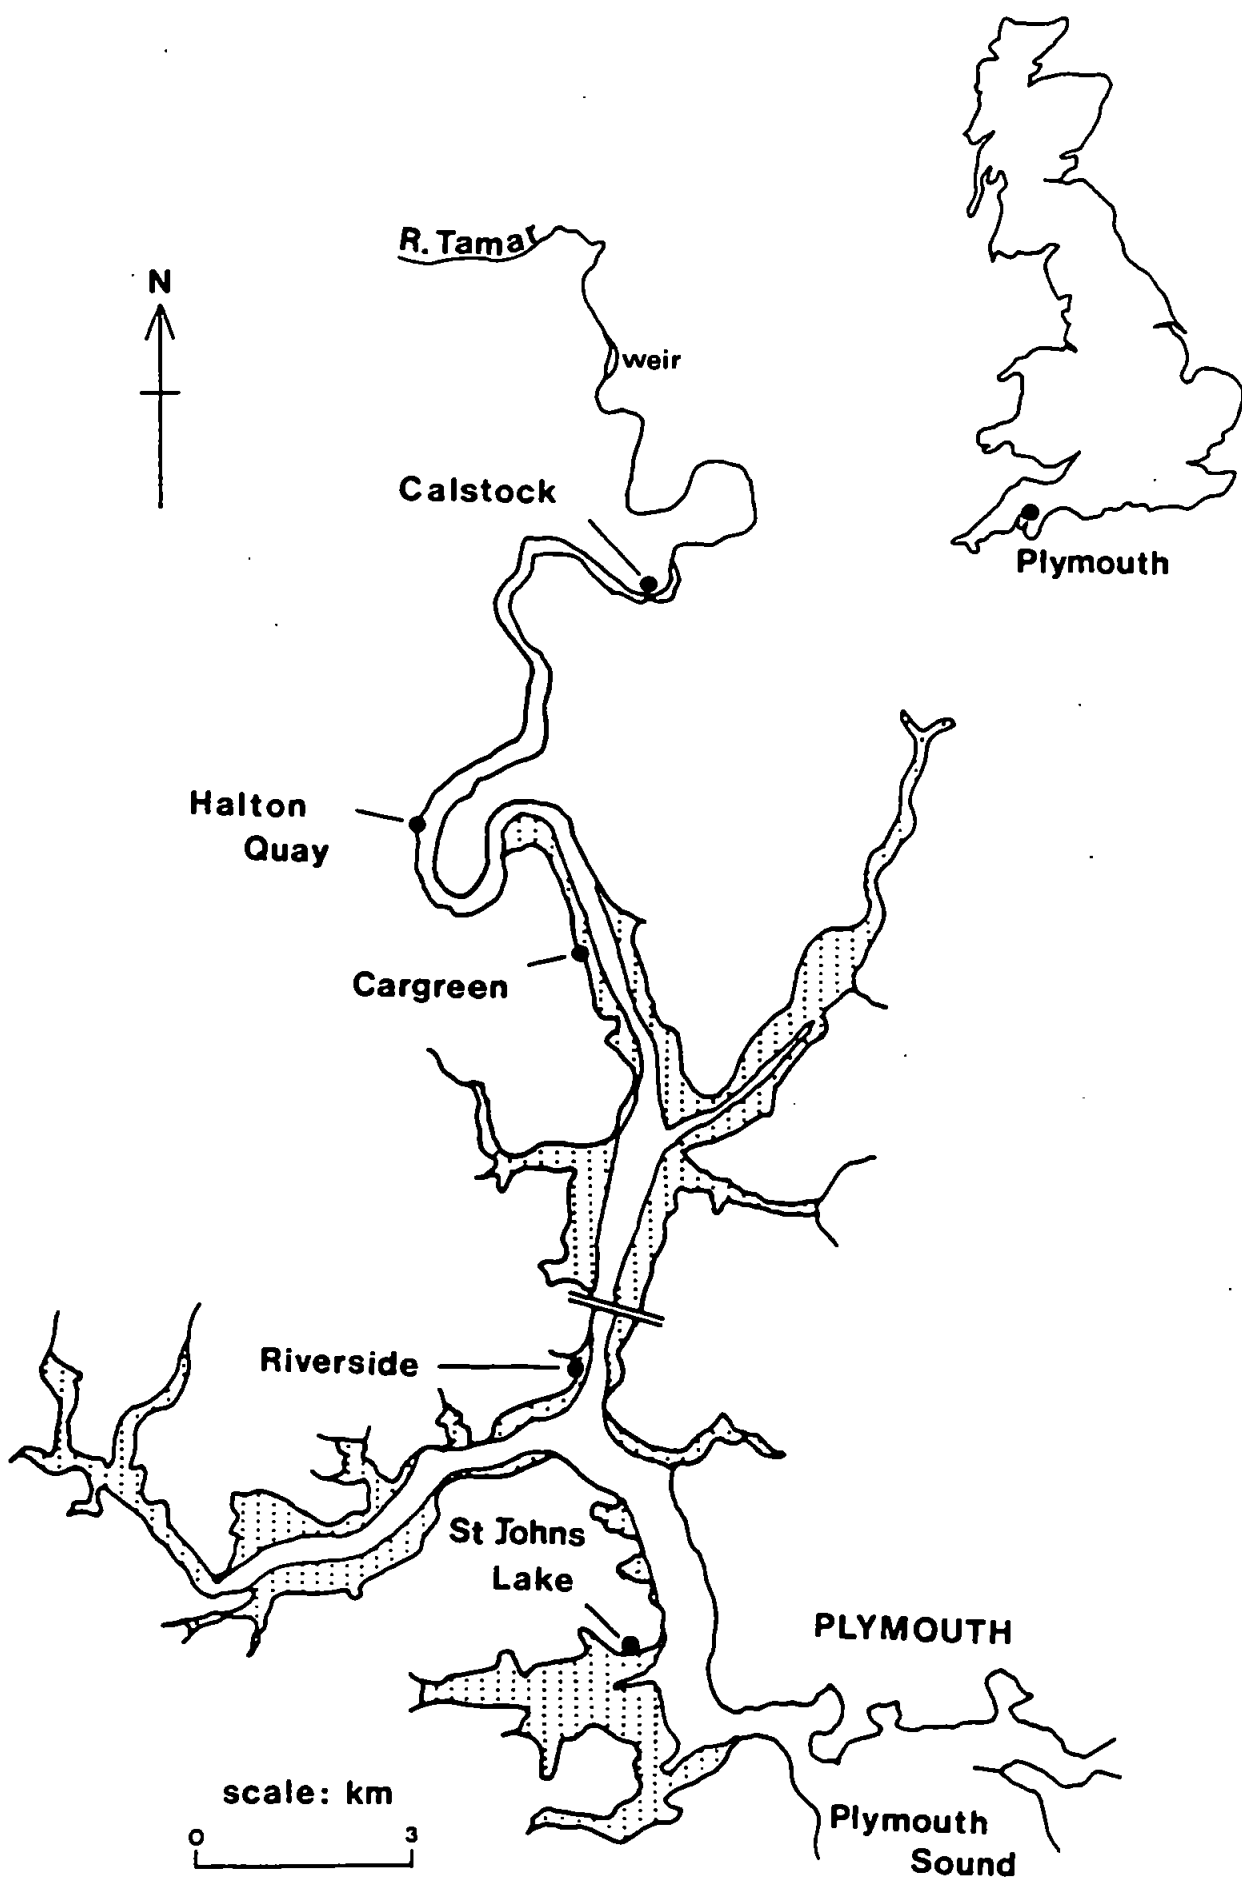 R. Tamar
N
weir
Calstock
Plymouth
Halton
Quay
Cargreen
Riverside
St Johns
Lake
PLYMOUTH
scale: km
0 3
Plymouth
Sound